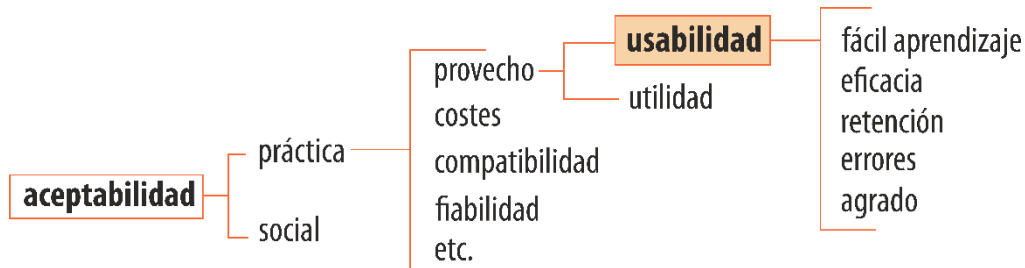 aceptabilidad
práctica
social
provecho
costes
compatibilidad
fiabilidad
etc.
usabilidad
utilidad
fácil aprendizaje
eficacia
retención
errores
agrado